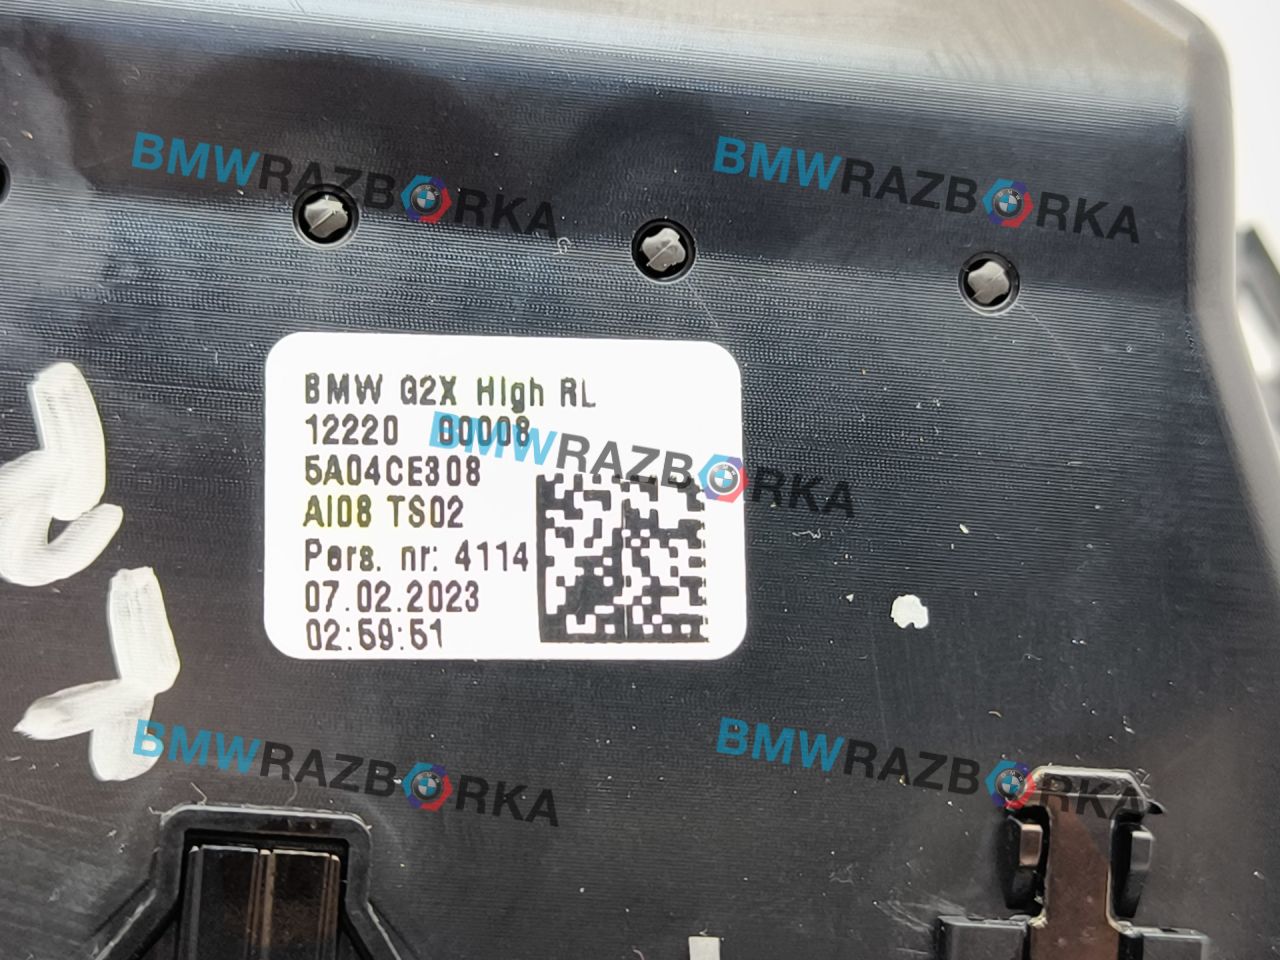 BMWRAZBORKA
BMWRAZBORKA
BMW G2X High RL
12220 00008
BMWRAZBORKA
5A04CE308
AI08 TS02
Pers. nr: 4114
07.02.2023
02:59:51
BMWRAZBORKA
BMWRAZBORKA